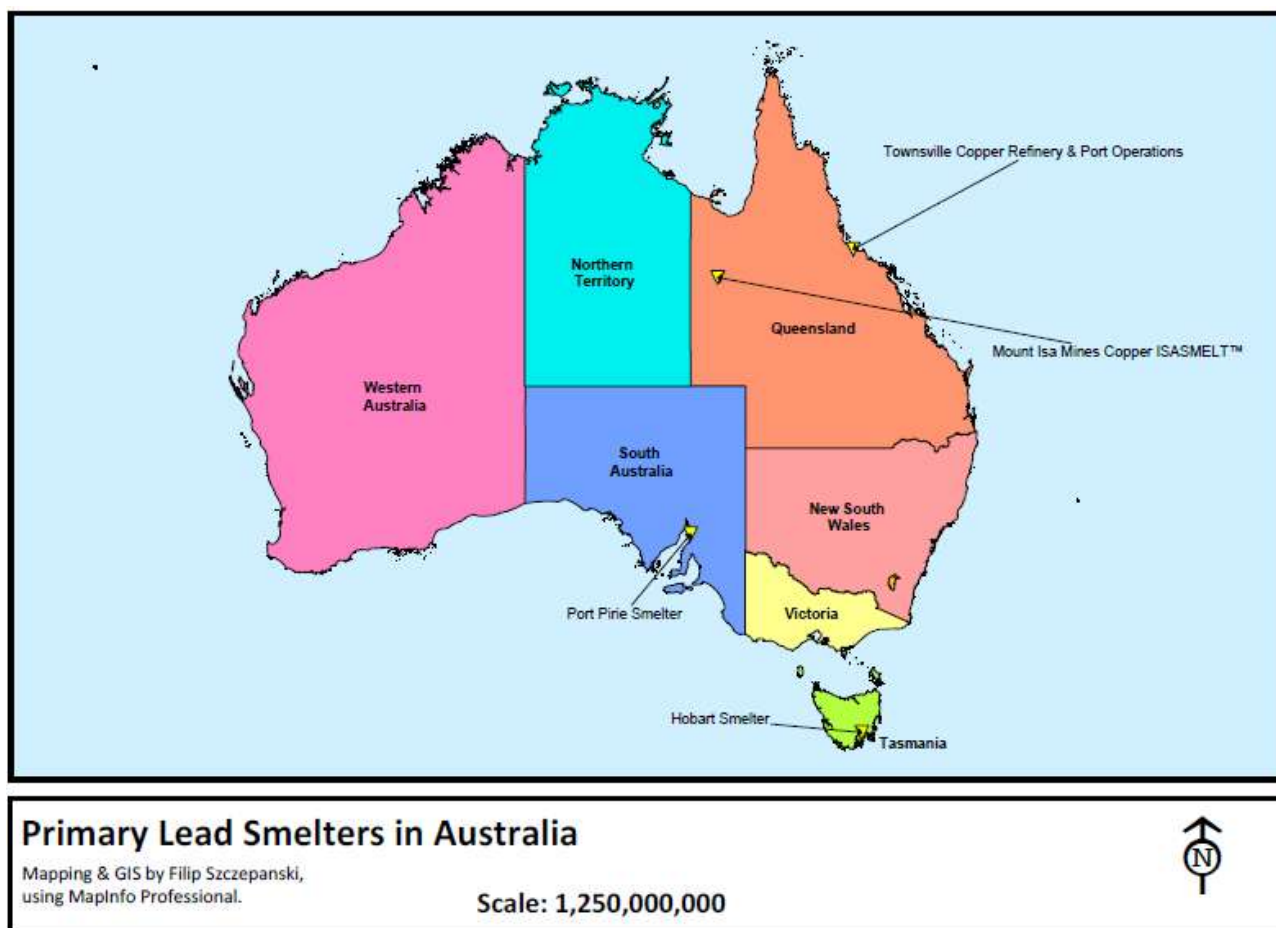 Townsville Copper Refinery & Port Operations
Northern
Territory
Queensland
Mount Isa Mines Copper ISASMELT™
Western
Australia
South
Australia
New South
Wales
Port Pirie Smelter
Victoria
Hobart Smelter
Tasmania
Primary Lead Smelters in Australia
Mapping & GIS by Filip Szczepanski,
using MapInfo Professional.
Scale: 1,250,000,000
N